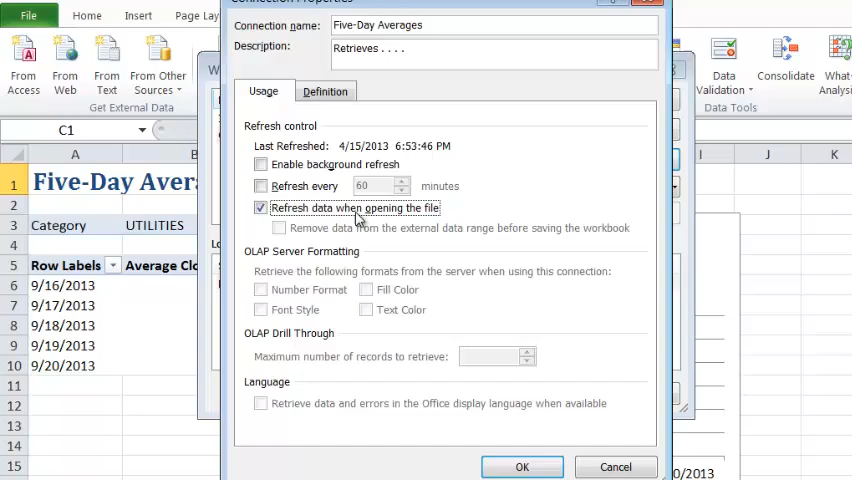 Connection Properties
File Home Insert Page Lay
Connection name: Five-Day Averages
Description: Retrieves . . . .
From Access
From Web
From Text
From Other Sources
Get External Data
Data Validation
Consolidate
What-
Analysis
Data Tools
Usage Definition
Refresh control
Last Refreshed: 4/15/2013 6:53:46 PM
Enable background refresh
Refresh every 60 minutes
Refresh data when opening the file
Remove data from the external data range before saving the workbook
OLAP Server Formatting
Retrieve the following formats from the server when using this connection:
Number Format Fill Color
Font Style Text Color
OLAP Drill Through
Maximum number of records to retrieve:
Language
Retrieve data and errors in the Office display language when available
OK Cancel
C1
A B I J K
1 Five-Day Avera
2
3 Category UTILITIES
4
5 Row Labels Average Clo
6 9/16/2013
7 9/17/2013
8 9/18/2013
9 9/19/2013
10 9/20/2013
11
12
13
14
15
0/2013